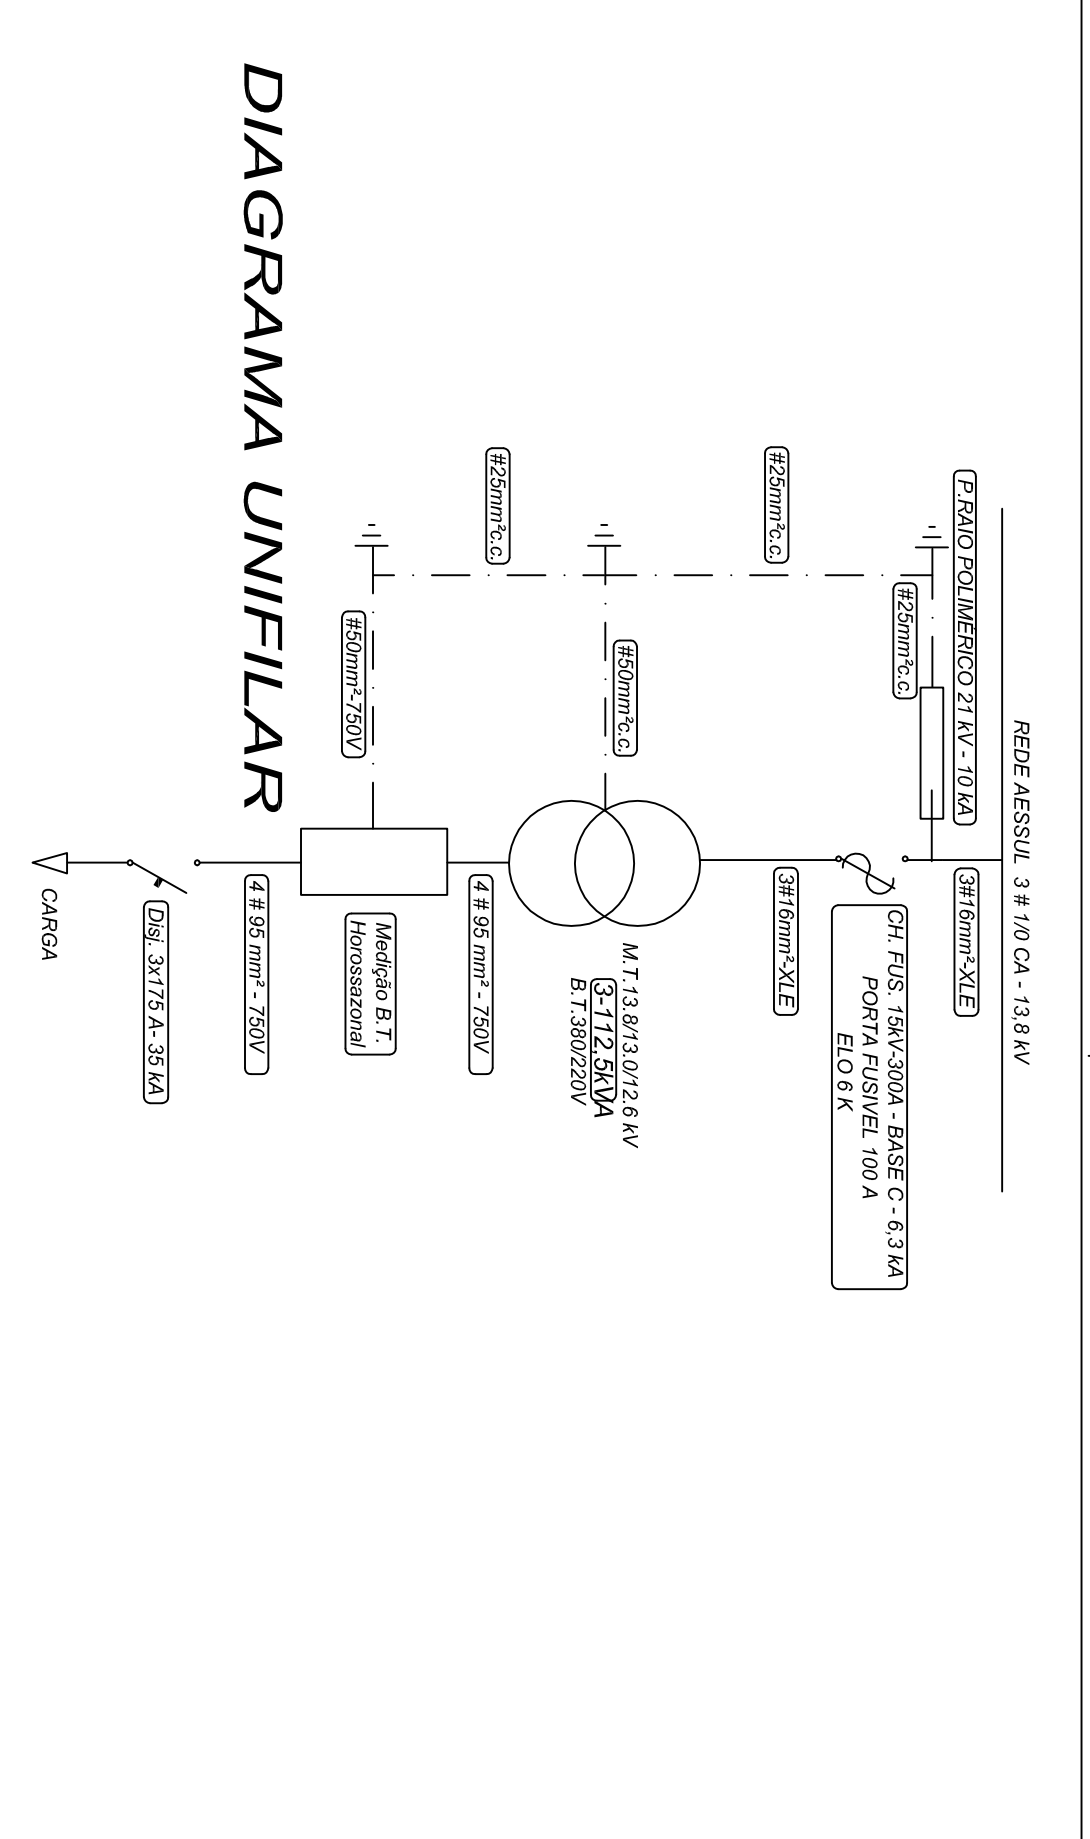 REDE AESSUL 3 # 1/0 CA - 13,8 kV
P.RAIO POLIMÉRICO 21 kV - 10 kA
3#16mm²-XLE
#25mm²c.c.
CH. FUS. 15kV-300A - BASE C - 6,3 kA
PORTA FUSIVEL 100 A
ELO 6 K
#25mm²c.c.
3#16mm²-XLE
#50mm²c.c.
M.T.13.8/13.0/12.6 kV
3-112,5kVA
B.T.380/220V
#25mm²c.c.
4 # 95 mm² - 750V
#50mm²-750V
Medição B.T.
Horossazonal
4 # 95 mm² - 750V
DIAGRAMA UNIFILAR
Disj. 3x175 A- 35 kA
CARGA